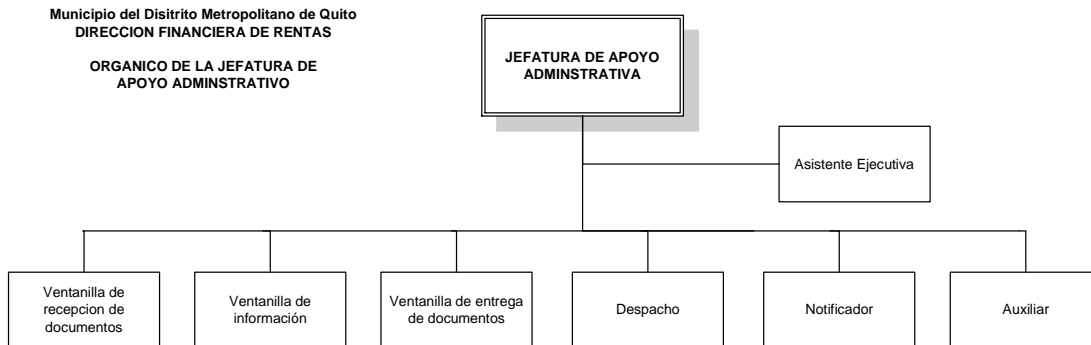 Municipio del Disitrito Metropolitano de Quito
DIRECCION FINANCIERA DE RENTAS
ORGANICO DE LA JEFATURA DE
APOYO ADMINSTRATIVO
JEFATURA DE APOYO
ADMINSTRATIVA
Asistente Ejecutiva
Ventanilla de
recepcion de
documentos
Ventanilla de
información
Ventanilla de entrega
de documentos
Despacho
Notificador
Auxiliar